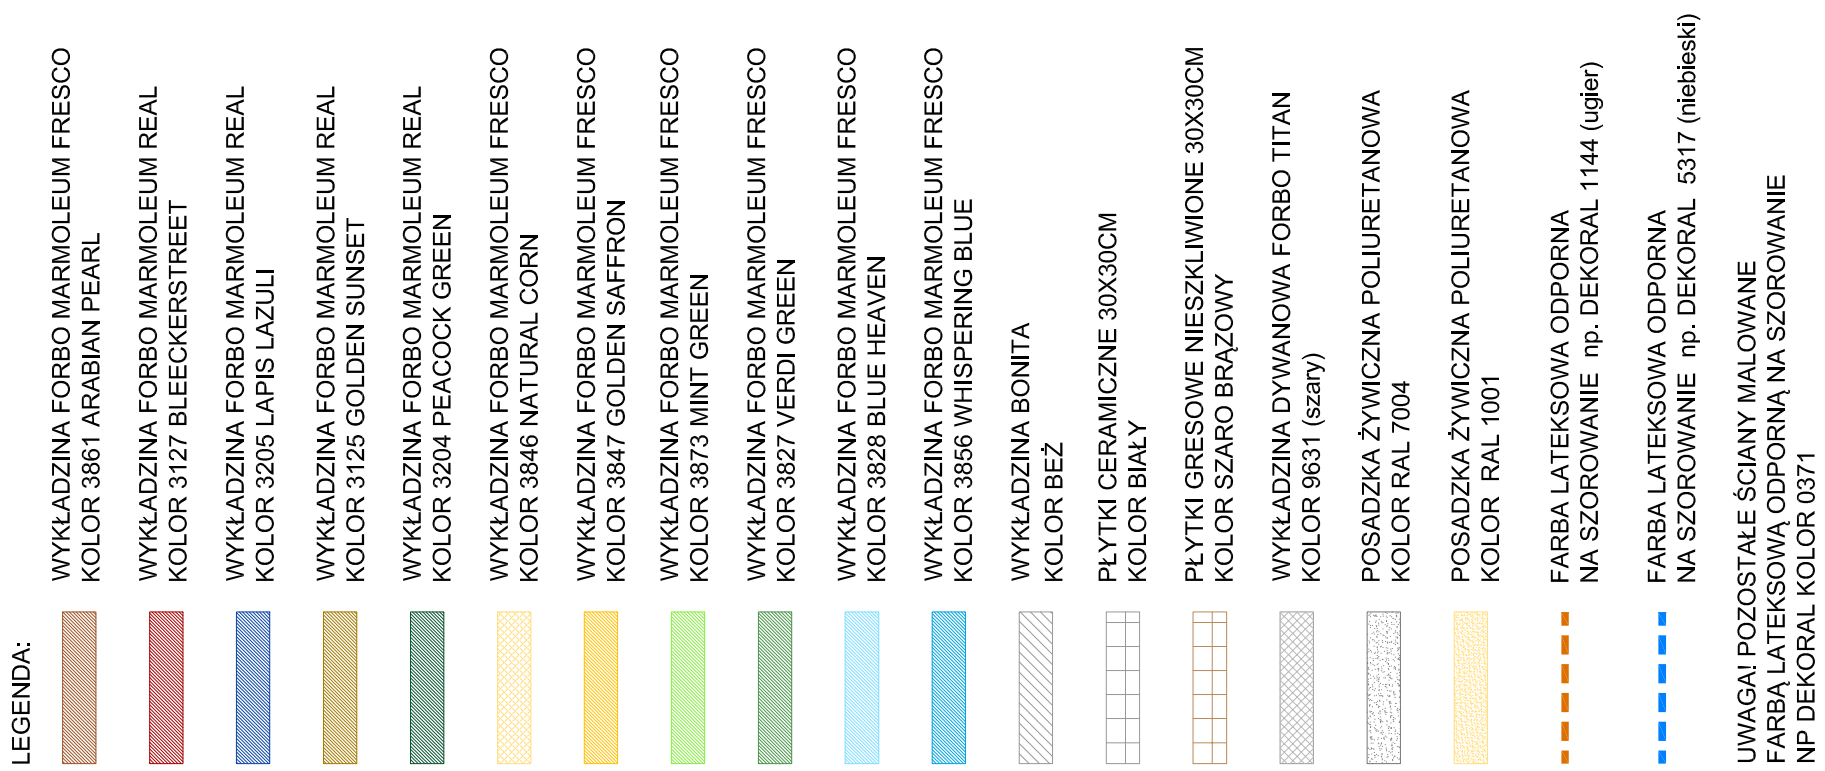 LEGENDA:
WYKŁADZINA FORBO MARMOLEUM FRESCO
KOLOR 3861 ARABIAN PEARL
WYKŁADZINA FORBO MARMOLEUM REAL
KOLOR 3127 BLEECKERSTREET
WYKŁADZINA FORBO MARMOLEUM REAL
KOLOR 3205 LAPIS LAZULI
WYKŁADZINA FORBO MARMOLEUM REAL
KOLOR 3125 GOLDEN SUNSET
WYKŁADZINA FORBO MARMOLEUM REAL
KOLOR 3204 PEACOCK GREEN
WYKŁADZINA FORBO MARMOLEUM FRESCO
KOLOR 3846 NATURAL CORN
WYKŁADZINA FORBO MARMOLEUM FRESCO
KOLOR 3847 GOLDEN SAFFRON
WYKŁADZINA FORBO MARMOLEUM FRESCO
KOLOR 3873 MINT GREEN
WYKŁADZINA FORBO MARMOLEUM FRESCO
KOLOR 3827 VERDI GREEN
WYKŁADZINA FORBO MARMOLEUM FRESCO
KOLOR 3828 BLUE HEAVEN
WYKŁADZINA FORBO MARMOLEUM FRESCO
KOLOR 3856 WHISPERING BLUE
WYKŁADZINA BONITA
KOLOR BEŻ
PŁYTKI CERAMICZNE 30X30CM
KOLOR BIAŁY
PŁYTKI GRESOWE NIESZKLIWIONE 30X30CM
KOLOR SZARO BRĄZOWY
WYKŁADZINA DYWANOWA FORBO TITAN
KOLOR 9631 (szary)
POSADZKA ŻYWICZNA POLIURETANOWA
KOLOR RAL 7004
POSADZKA ŻYWICZNA POLIURETANOWA
KOLOR RAL 1001
FARBA LATEKSOWA ODPORNA
NA SZOROWANIE np. DEKORAL 1144 (ugier)
FARBA LATEKSOWA ODPORNA
NA SZOROWANIE np. DEKORAL 5317 (niebieski)
UWAGA! POZOSTAŁE ŚCIANY MALOWANE
FARBĄ LATEKSOWĄ ODPORNĄ NA SZOROWANIE
NP DEKORAL KOLOR 0371